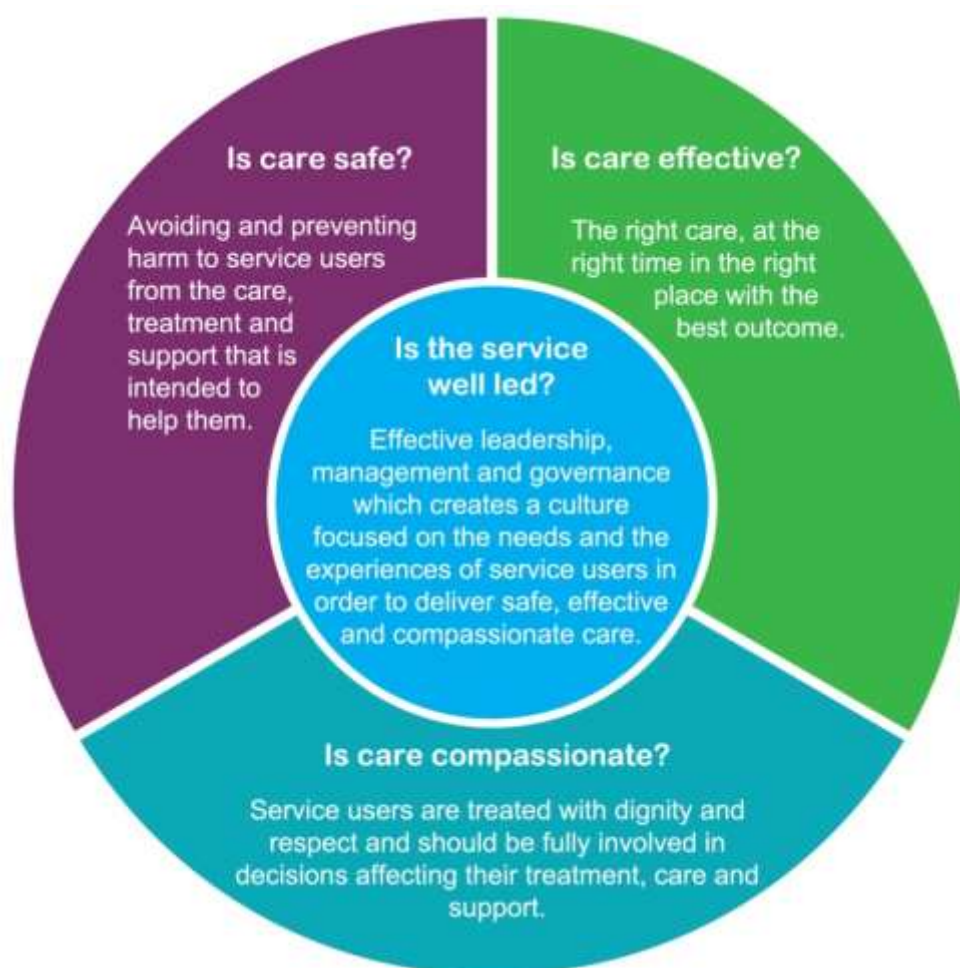 Is care safe?
Avoiding and preventing
harm to service users
from the care,
treatment and
support that is
intended to
help them.
Is care effective?
The right care, at the
right time in the right
place with the
best outcome.
Is the service
well led?
Effective leadership,
management and governance
which creates a culture
focused on the needs and the
experiences of service users in
order to deliver safe, effective
and compassionate care.
Is care compassionate?
Service users are treated with dignity and
respect and should be fully involved in
decisions affecting their treatment, care and
support.